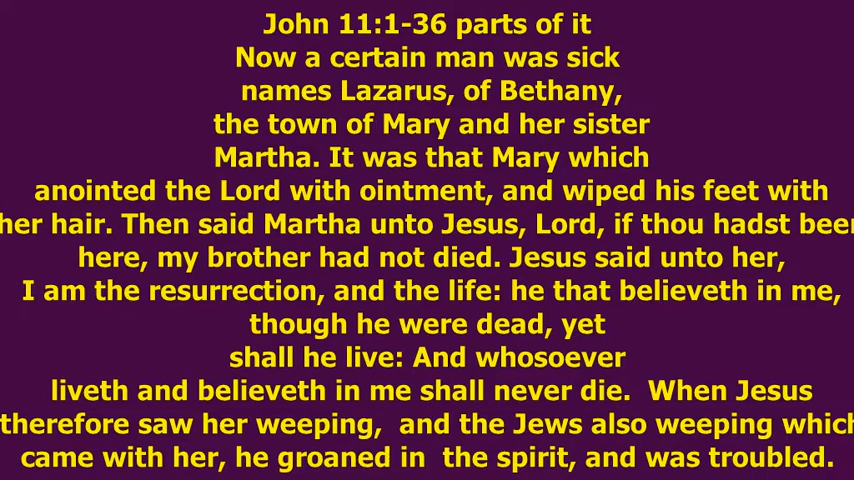 John 11:1-36 parts of it
Now a certain man was sick
names Lazarus, of Bethany,
the town of Mary and her sister
Martha. It was that Mary which
anointed the Lord with ointment, and wiped his feet with
her hair. Then said Martha unto Jesus, Lord, if thou hadst been
here, my brother had not died. Jesus said unto her,
I am the resurrection, and the life: he that believeth in me,
though he were dead, yet
shall he live: And whosoever
liveth and believeth in me shall never die.  When Jesus
therefore saw her weeping,  and the Jews also weeping which
came with her, he groaned in  the spirit, and was troubled.